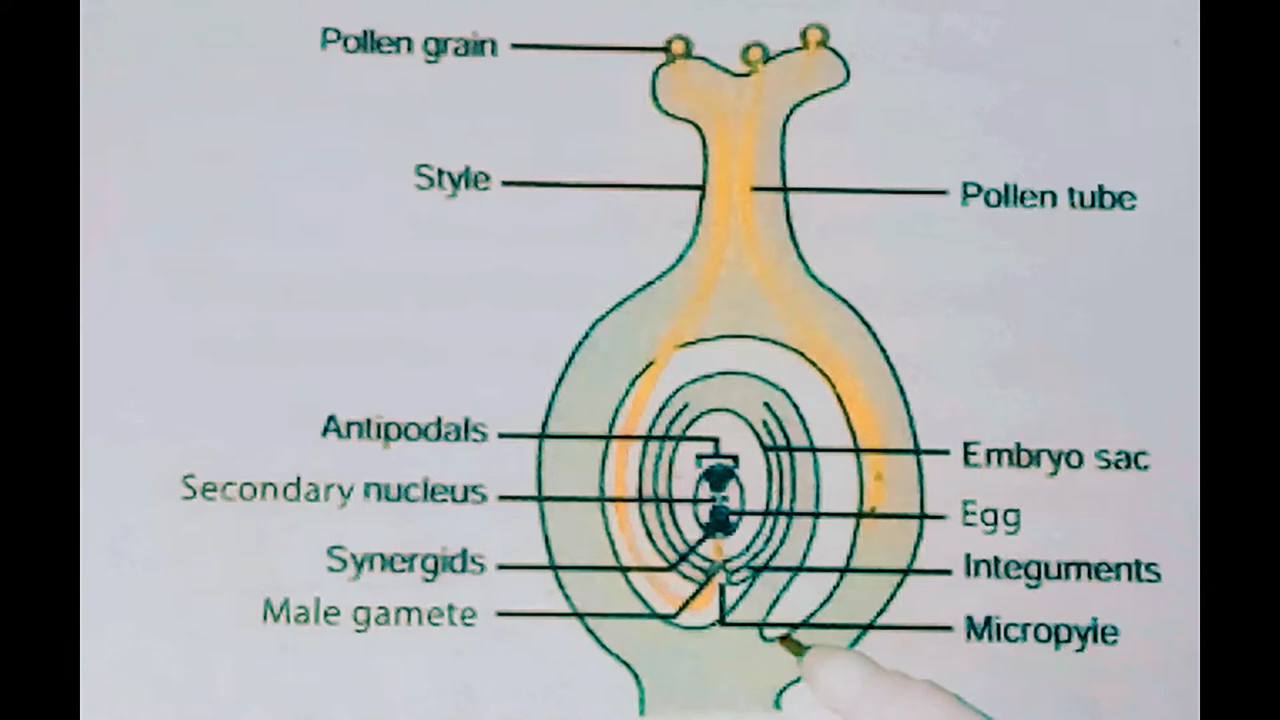 Pollen grain
Style
Pollen tube
Antipodals
Embryo sac
Secondary nucleus
Egg
Synergids
Integuments
Male gamete
Micropyle